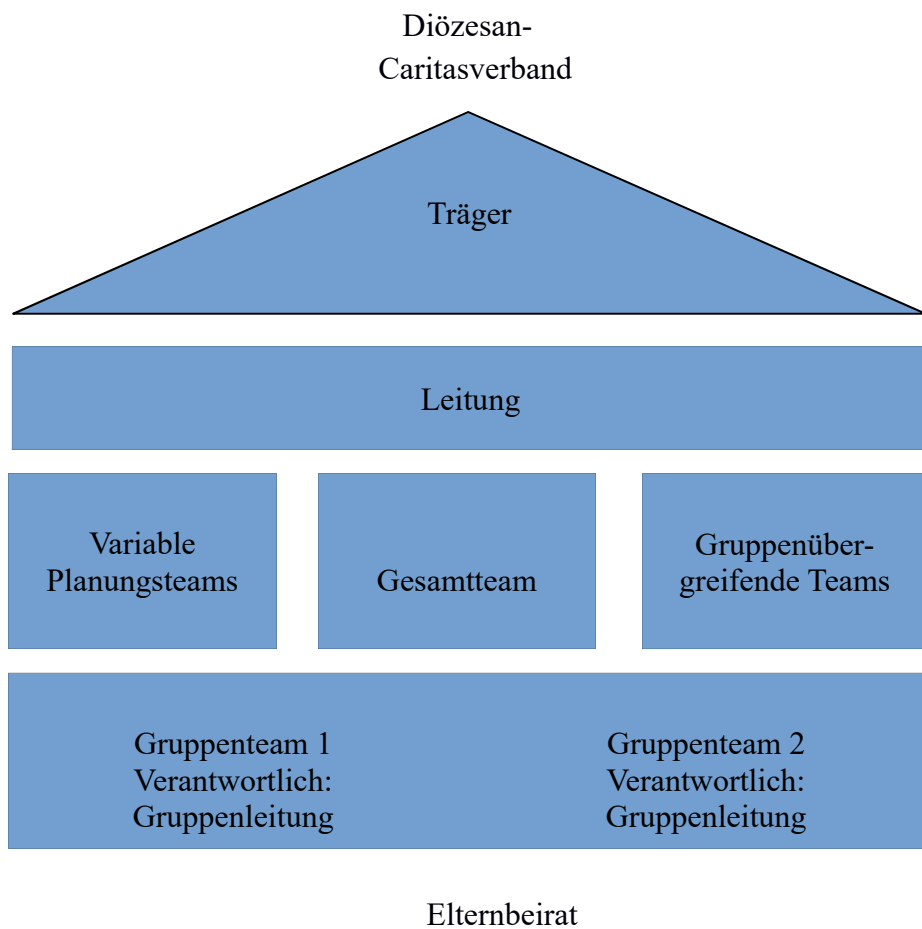 Diözesan-
Caritasverband
Träger
Leitung
Variable
Planungsteams
Gesamtteam
Gruppenüber-
greifende Teams
Gruppenteam 1
Verantwortlich:
Gruppenleitung
Gruppenteam 2
Verantwortlich:
Gruppenleitung
Elternbeirat